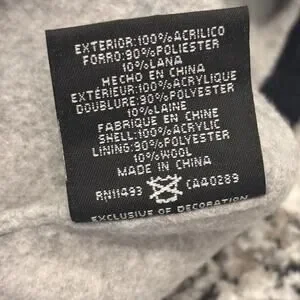 EXTERIOR:100%ACRILICO
FORRO:90%POLIESTER
10%LANA
HECHO EN CHINA
EXTÉRIEUR:100%ACRYLIQUE
DOUBLURE:90%POLYESTER
10%LAINE
FABRIQUE EN CHINE
SHELL:100%ACRYLIC
LINING:90%POLYESTER
10%WOOL
MADE IN CHINA
RN11493 CA40289
EXCLUSIVE OF DECORATION